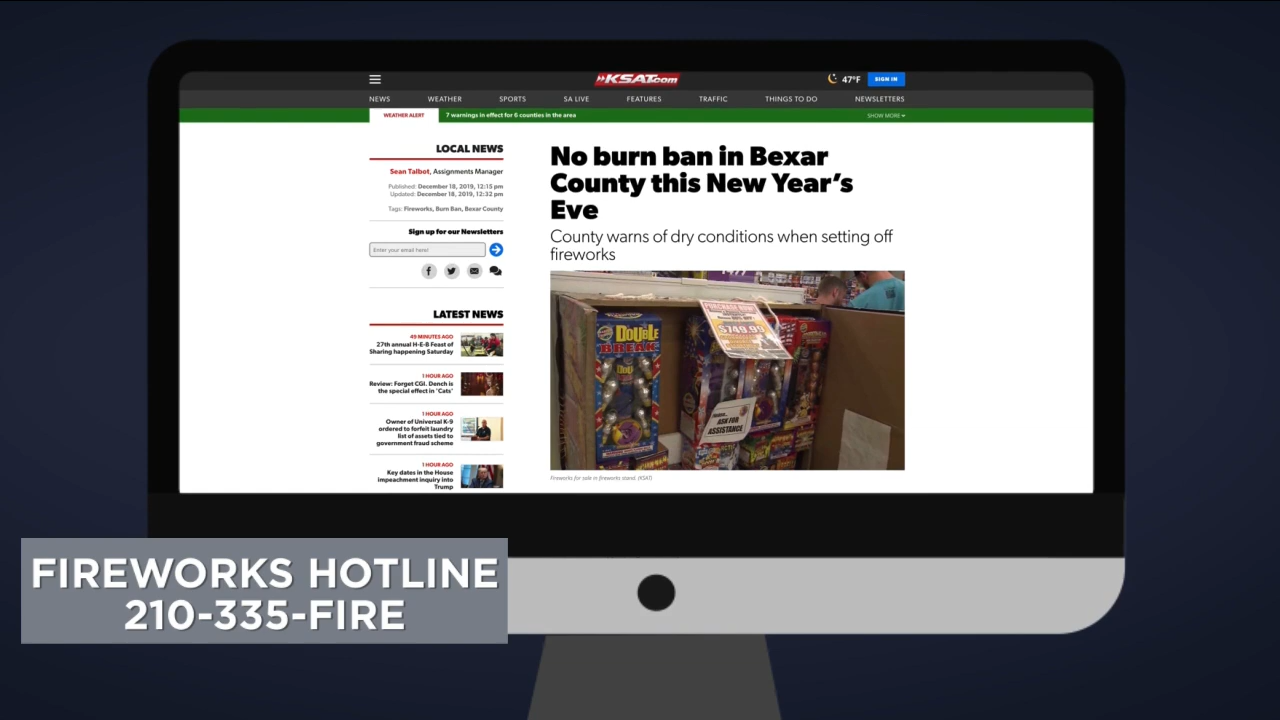 KSAT.com
47°F
SIGN IN
NEWS
WEATHER
SPORTS
SA LIVE
FEATURES
TRAFFIC
THINGS TO DO
NEWSLETTERS
WEATHER ALERT
7 warnings in effect for 6 counties in the area
SHOW MORE
LOCAL NEWS
Sean Talbot, Assignments Manager
Published: December 18, 2019, 12:15 pm
Updated: December 18, 2019, 12:32 pm
Tags: Fireworks, Burn Ban, Bexar County
Sign up for our Newsletters
Enter your email here!
LATEST NEWS
49 MINUTES AGO
27th annual H-E-B Feast of
Sharing happening Saturday
1 HOUR AGO
Review: Forget CGI. Dench is
the special effect in 'Cats'
1 HOUR AGO
Owner of Universal K-9
ordered to forfeit laundry
list of assets tied to
government fraud scheme
1 HOUR AGO
Key dates in the House
impeachment inquiry into
Trump
No burn ban in Bexar
County this New Year's
Eve
County warns of dry conditions when setting off
fireworks
$749.99
DOUBLE
BREAK
ASK FOR
ASSISTANCE
Fireworks for sale in fireworks stand. (KSAT)
FIREWORKS HOTLINE
210-335-FIRE